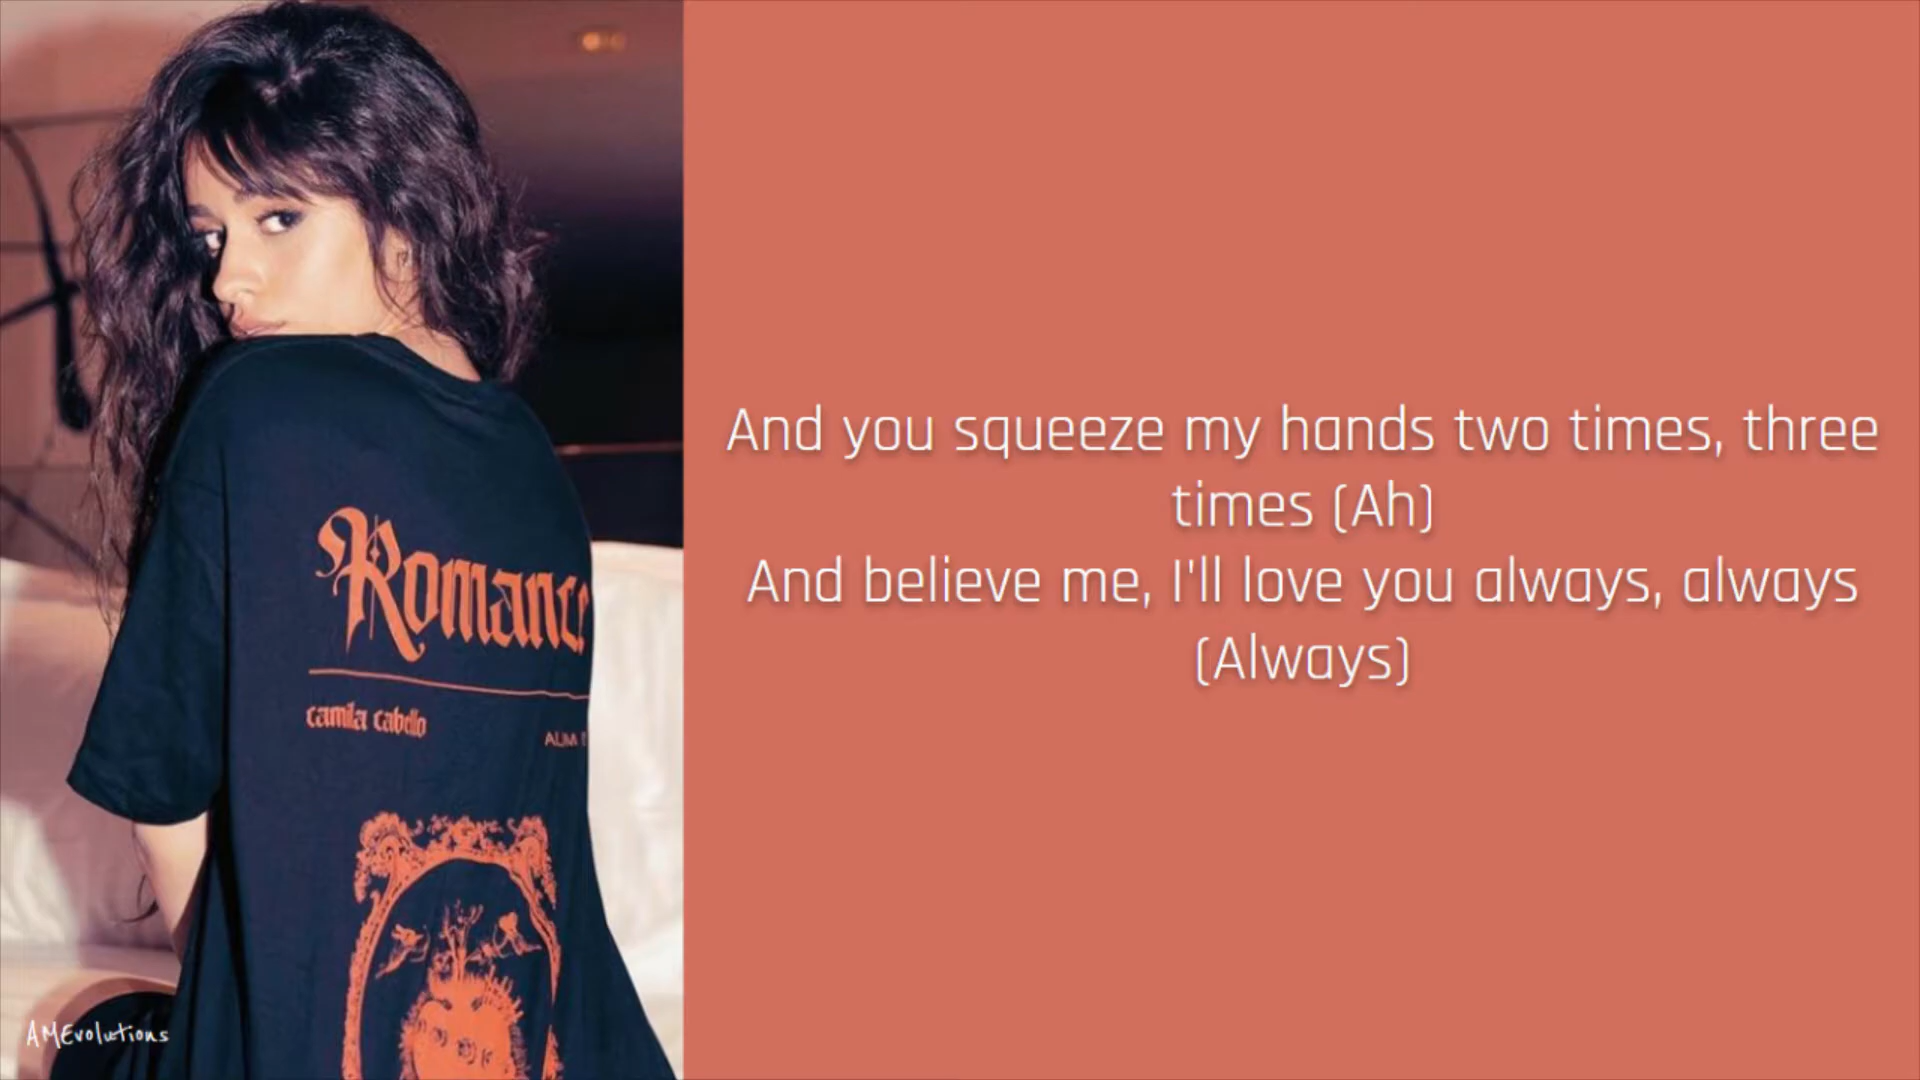 And you squeeze my hands two times, three
times (Ah)
And believe me, I'll love you always, always
(Always)
Romance
camila cabello
AMEvolutions